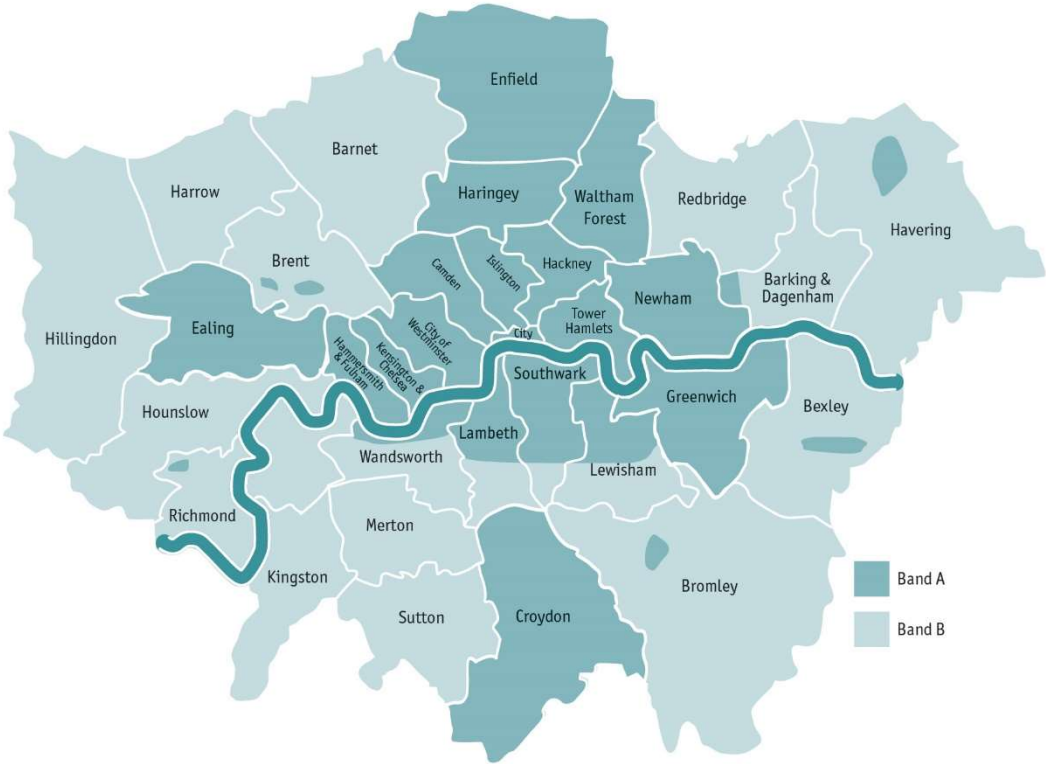 Enfield
Barnet
Harrow
Haringey
Waltham
Forest
Redbridge
Havering
Brent
Camden
Islington
Hackney
Barking &
Dagenham
Newham
Hillingdon
Ealing
City of
Westminster
City
Tower
Hamlets
Hammersmith
& Fulham
Kensington &
Chelsea
Southwark
Greenwich
Bexley
Hounslow
Lambeth
Wandsworth
Lewisham
Richmond
Merton
Kingston
Bromley
Sutton
Croydon
Band A
Band B